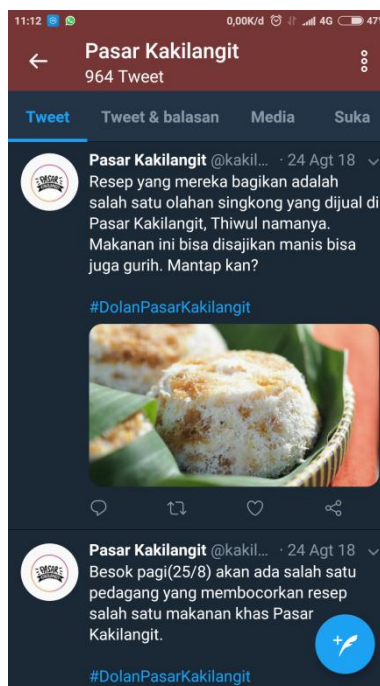 11:12
0,00K/d
4G
47
Pasar Kakilangit
964 Tweet
Tweet
Tweet & balasan
Media
Suka
Pasar Kakilangit @kakil... · 24 Agt 18
Resep yang mereka bagikan adalah
salah satu olahan singkong yang dijual di
Pasar Kakilangit, Thiwul namanya.
Makanan ini bisa disajikan manis bisa
juga gurih. Mantap kan?
#DolanPasarKakilangit
Pasar Kakilangit @kakil... · 24 Agt 18
Besok pagi(25/8) akan ada salah satu
pedagang yang membocorkan resep
salah satu makanan khas Pasar
Kakilangit.
#DolanPasarKakilangit